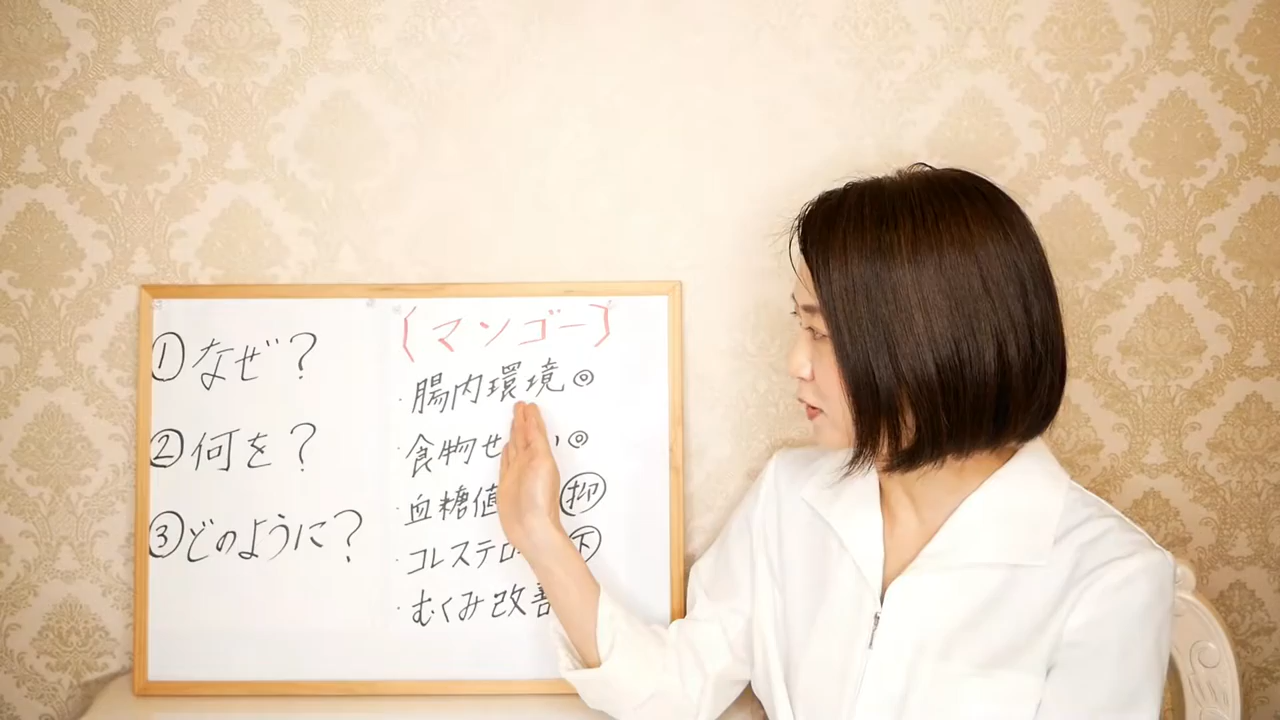 ①なぜ?
②何を?
③どのように?
(マンゴー)
・腸内環境◎
・食物せ い◎
・血糖値 抑
・コレステロ 下
・むくみ改善